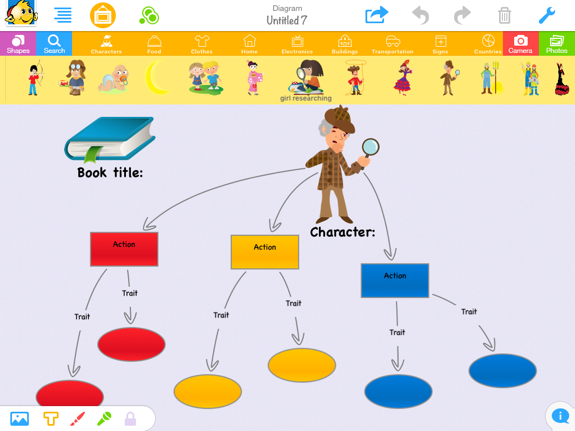 Diagram
Untitled 7
Shapes
Search
Characters
Food
Clothes
Home
Electronics
Buildings
Transportation
Signs
Countries
Camera
Photos
girl researching
Book title:
Character:
Action
Action
Action
Trait
Trait
Trait
Trait
Trait
Trait